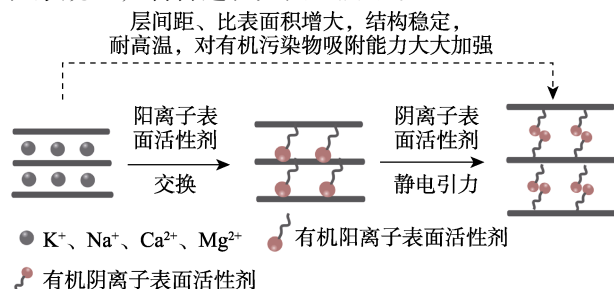 层间距、比表面积增大，结构稳定，
耐高温，对有机污染物吸附能力大大加强
阳离子表
面活性剂
交换
阴离子表
面活性剂
静电引力
K⁺、Na⁺、Ca²⁺、Mg²⁺
有机阳离子表面活性剂
有机阴离子表面活性剂